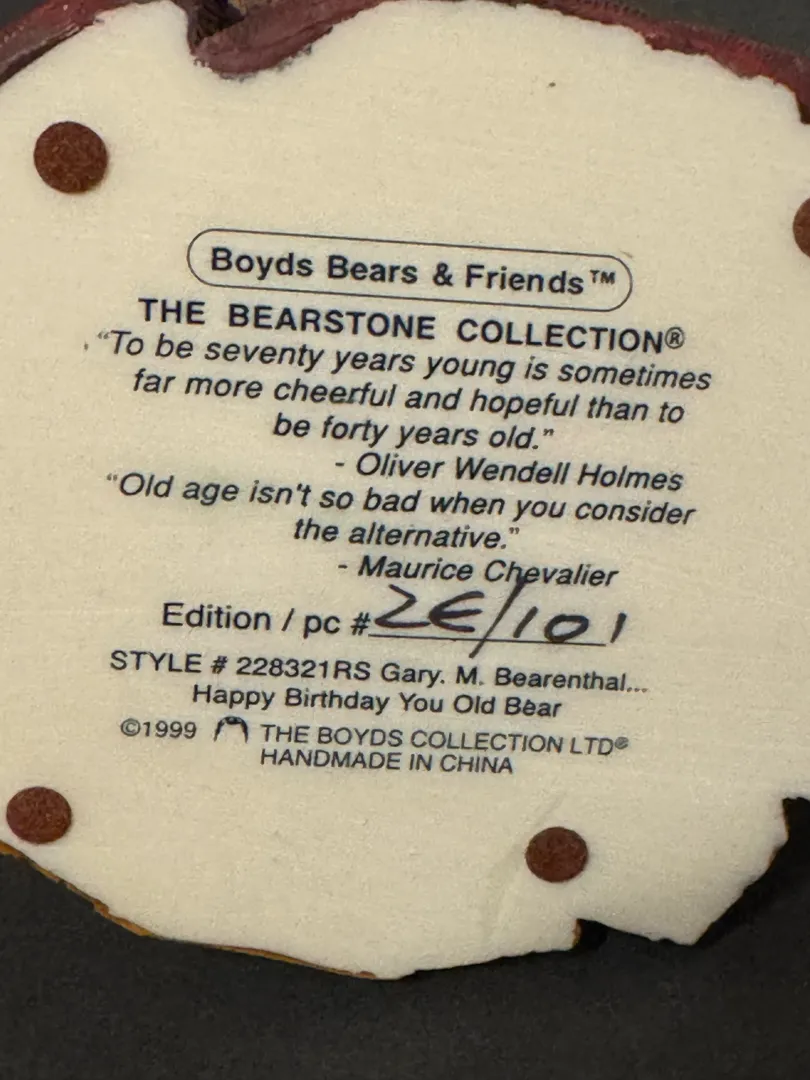 Boyds Bears & Friends™
THE BEARSTONE COLLECTION®
“To be seventy years young is sometimes
far more cheerful and hopeful than to
be forty years old.”
- Oliver Wendell Holmes
“Old age isn't so bad when you consider
the alternative.”
- Maurice Chevalier
Edition / pc # 2E/101
STYLE # 228321RS Gary. M. Bearenthal...
Happy Birthday You Old Bear
©1999 THE BOYDS COLLECTION LTD®
HANDMADE IN CHINA